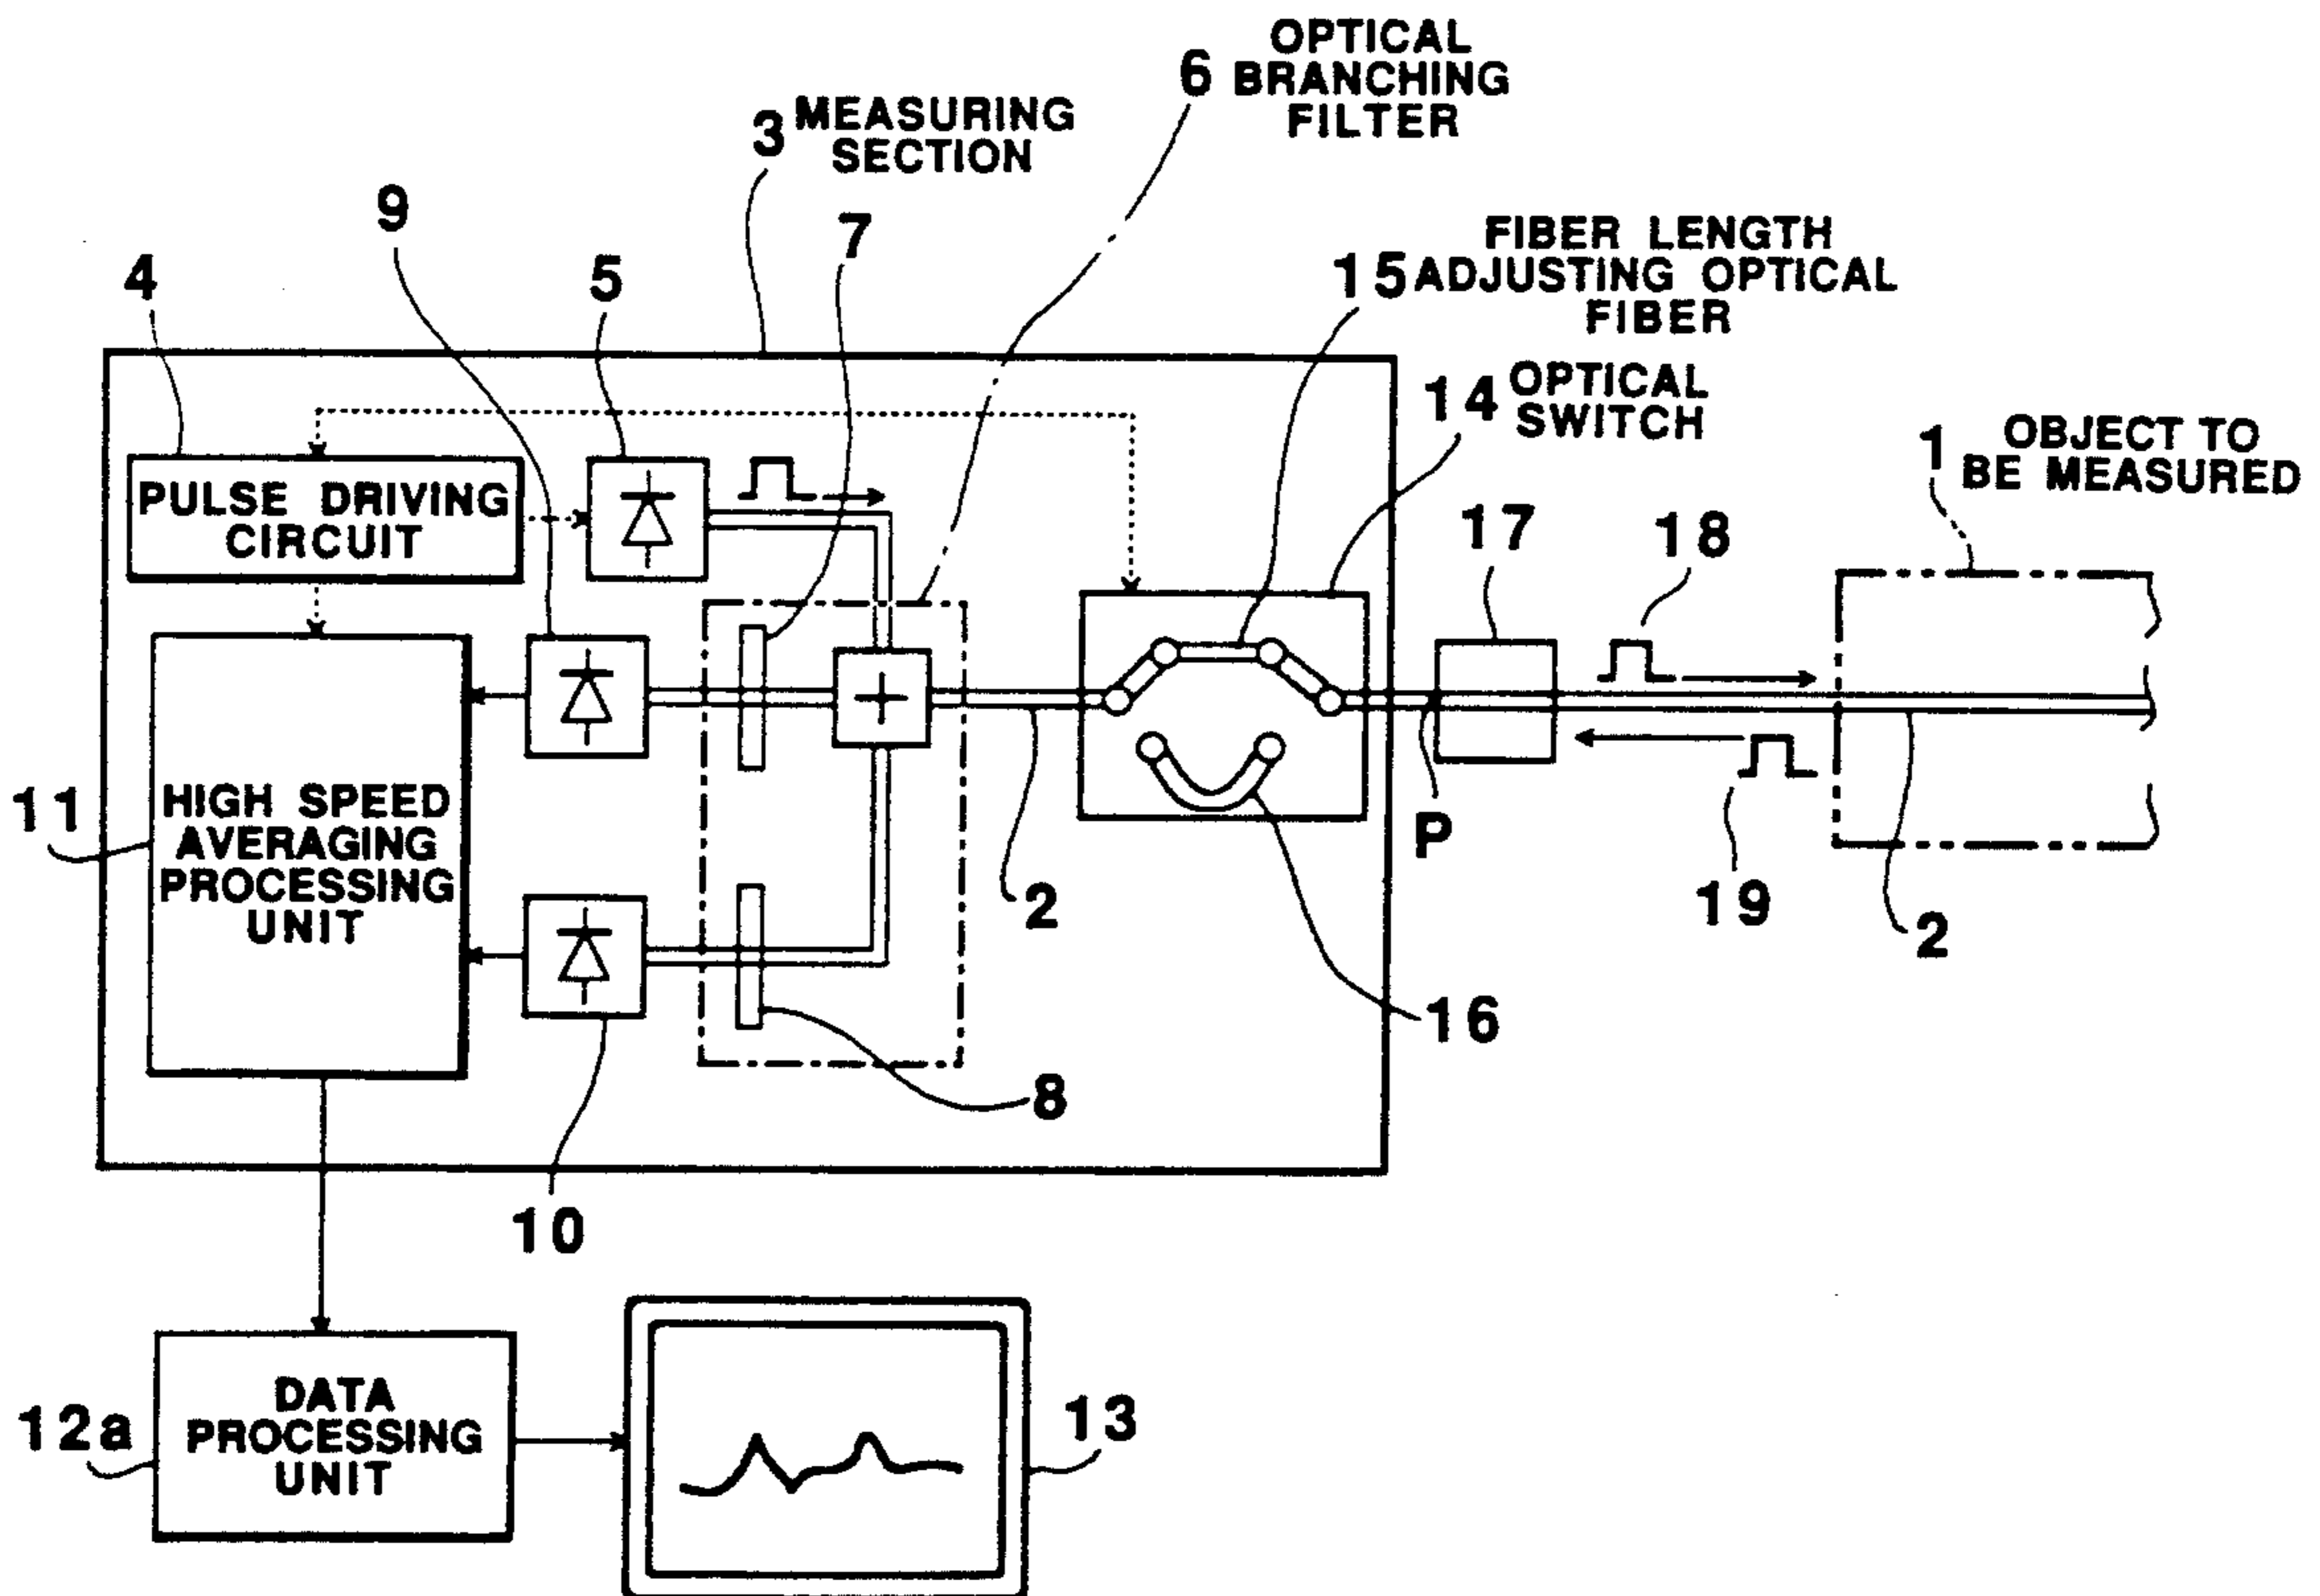 6 OPTICAL
BRANCHING
FILTER
3 MEASURING
SECTION
9
7
4
5
15 FIBER LENGTH
ADJUSTING OPTICAL
FIBER
14 OPTICAL
SWITCH
1 OBJECT TO
BE MEASURED
PULSE DRIVING
CIRCUIT
17
18
11
HIGH SPEED
AVERAGING
PROCESSING
UNIT
P
2
19
2
16
8
10
12a
DATA
PROCESSING
UNIT
13